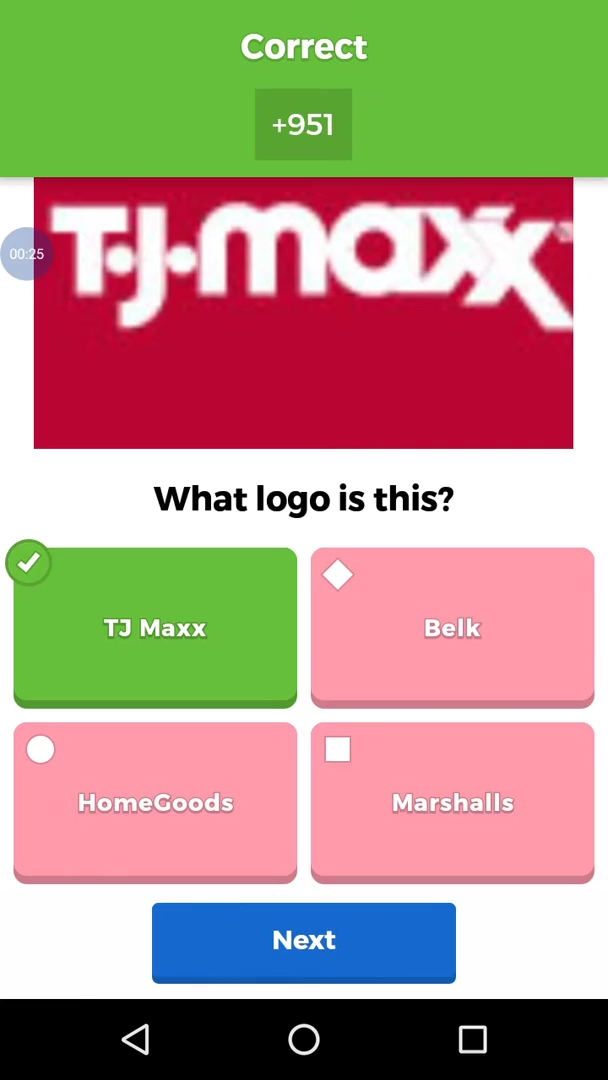 Correct
+951
T·J·maxx
00:25
What logo is this?
TJ Maxx
Belk
HomeGoods
Marshalls
Next